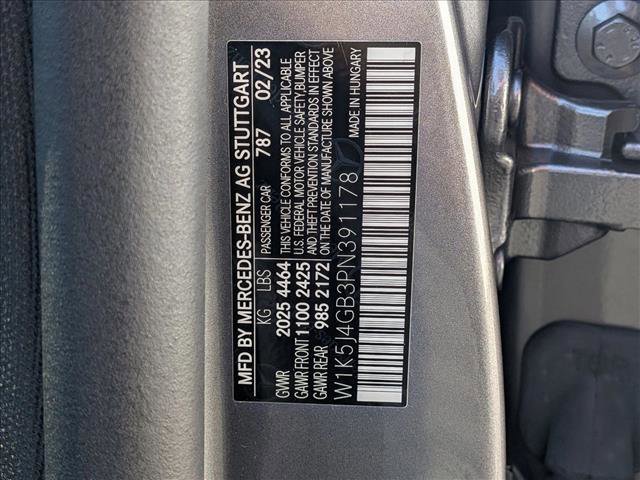 MFD BY MERCEDES-BENZ AG STUTTGART
KG LBS PASSENGER CAR 787 02/23
GVWR 2025 4464 THIS VEHICLE CONFORMS TO ALL APPLICABLE
GAWR FRONT 1100 2425 U.S. FEDERAL MOTOR VEHICLE SAFETY, BUMPER
GAWR REAR 985 2172 AND THEFT PREVENTION STANDARDS IN EFFECT
ON THE DATE OF MANUFACTURE SHOWN ABOVE
W1K5J4GB3PN391178 MADE IN HUNGARY